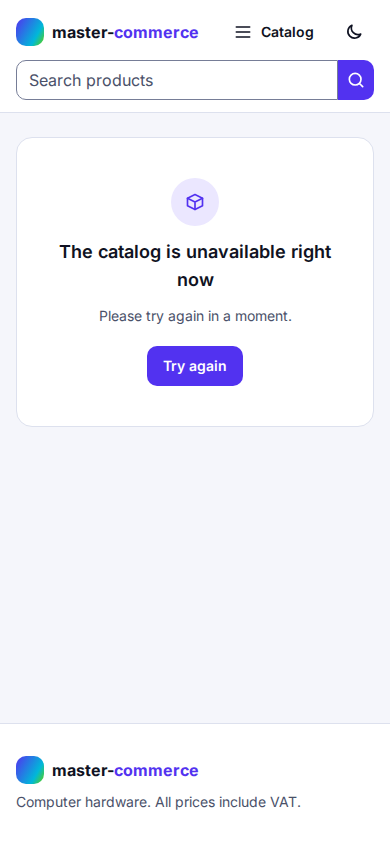 master-commerce
Catalog
Search products
The catalog is unavailable right
now
Please try again in a moment.
Try again
master-commerce
Computer hardware. All prices include VAT.